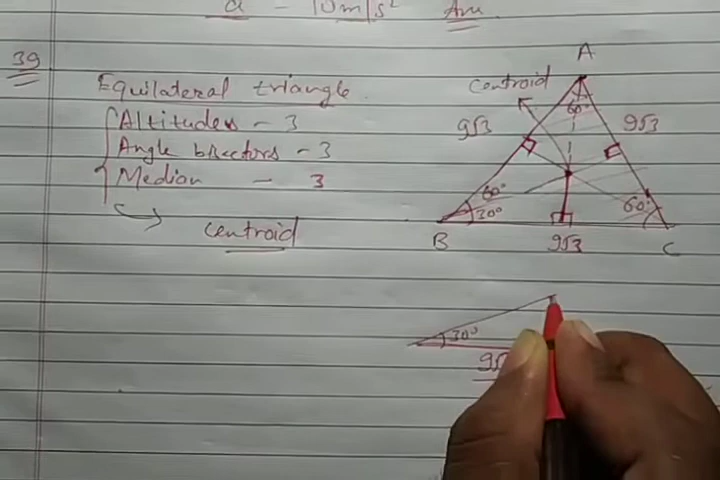 a - 10m/s² Ans
39
Equilateral triangle
Altitudes - 3
Angle bisectors - 3
Median - 3
centroid
A
centroid
60°
9√3
9√3
60°
30°
60°
B
9√3
C
30°